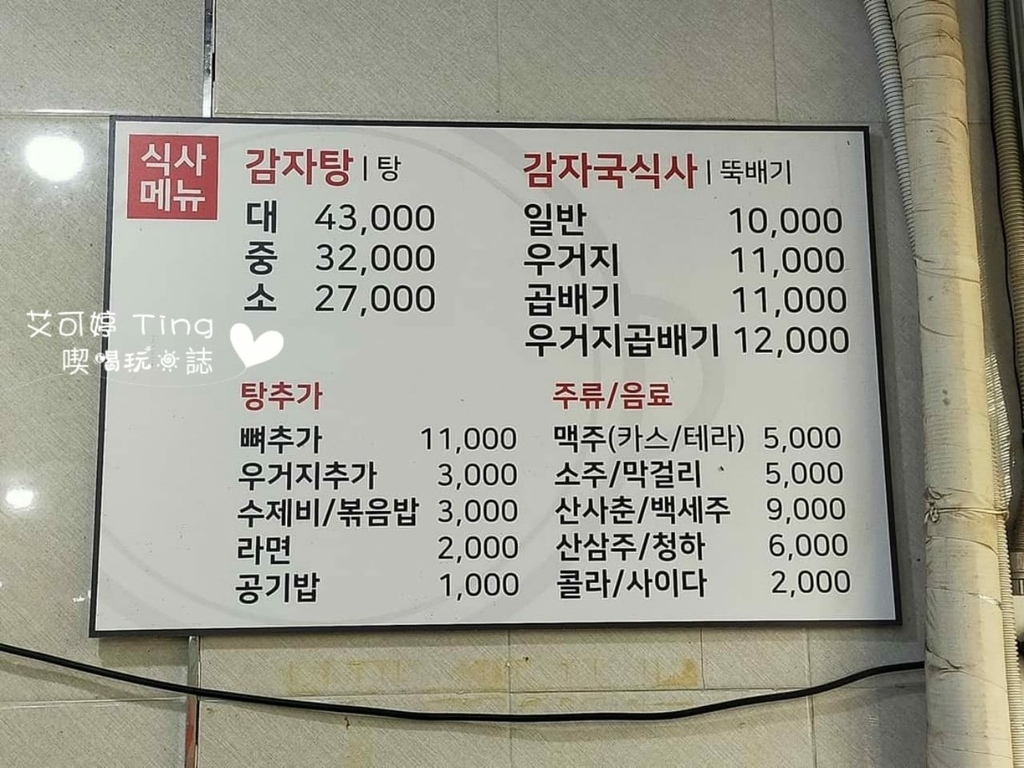 식사
메뉴
감자탕 | 탕
대 43,000
중 32,000
소 27,000
감자국식사 | 뚝배기
일반 10,000
우거지 11,000
곱배기 11,000
우거지곱배기 12,000
艾可婷 Ting
喫喝玩誌
탕추가
뼈추가 11,000
우거지추가 3,000
수제비/볶음밥 3,000
라면 2,000
공기밥 1,000
주류/음료
맥주(카스/테라) 5,000
소주/막걸리 5,000
산사춘/백세주 9,000
산삼주/청하 6,000
콜라/사이다 2,000